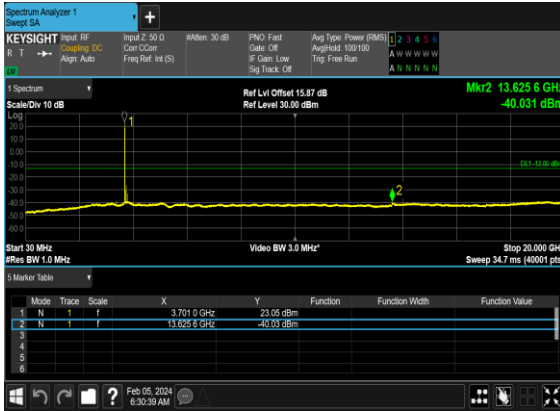 Spectrum Analyzer 1
Swept SA
+
KEYSIGHT Input: RF Input Z: 50 Ω #Atten: 30 dB PNO: Fast Avg Type: Power (RMS) 1 2 3 4 5 6
R T Coupling: DC Corr CCorr Gate: Off Avg|Hold: 100/100 A W W W W W
Align: Auto Freq Ref: Int (S) IF Gain: Low Trig: Free Run
Sig Track: Off A N N N N N
1 Spectrum Ref Lvl Offset 15.87 dB Mkr2 13.625 6 GHz
Scale/Div 10 dB Ref Level 30.00 dBm -40.031 dBm
Log
20.0 1
10.0
0.00
-10.0 DL1 -13.00 dBm
-20.0
-30.0 2
-40.0
-50.0
-60.0
Start 30 MHz Video BW 3.0 MHz* Stop 20.000 GH
#Res BW 1.0 MHz Sweep 34.7 ms (40001 pts
5 Marker Table
Mode Trace Scale X Y Function Function Width Function Value
1 N 1 f 3.701 0 GHz 23.05 dBm
2 N 1 f 13.625 6 GHz -40.03 dBm
3
4
5
6
? Feb 05, 2024
6:30:39 AM